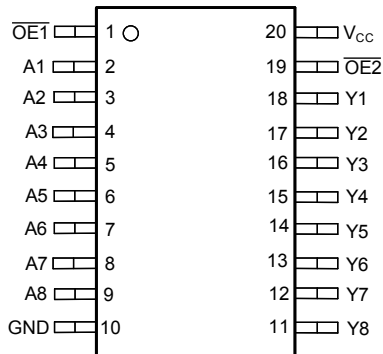 O̅E̅1̅ 1 20 VCC
A1 2 19 O̅E̅2̅
A2 3 18 Y1
A3 4 17 Y2
A4 5 16 Y3
A5 6 15 Y4
A6 7 14 Y5
A7 8 13 Y6
A8 9 12 Y7
GND 10 11 Y8